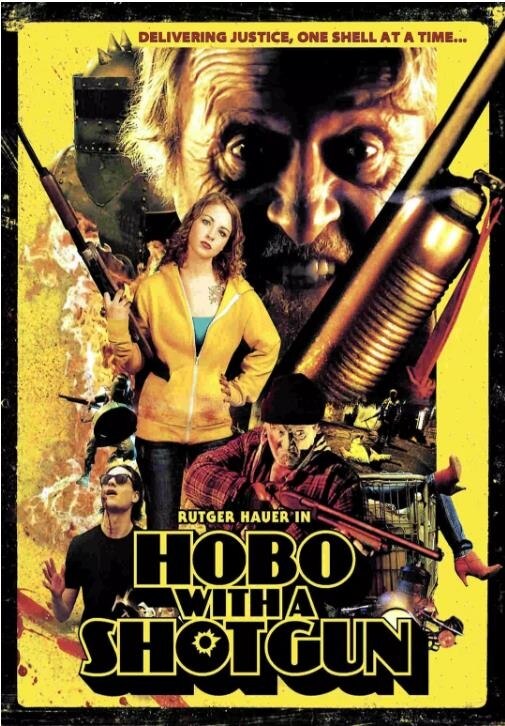 DELIVERING JUSTICE, ONE SHELL AT A TIME...
RUTGER HAUER IN
HOBO
WITH A
SHOTGUN